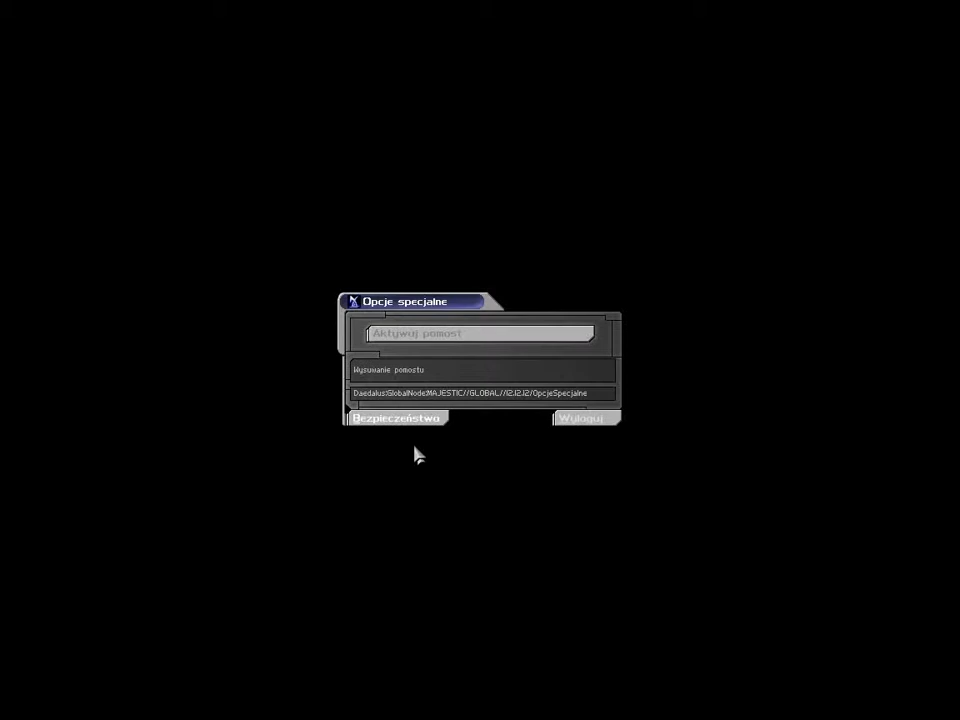 Opcje specjalne
Aktywuj pomost
Wysuwanie pomostu
Daedalus:GlobalNode:MAJESTIC//GLOBAL//12.12.12/OpcjeSpecjalne
Bezpieczeństwo
Wyloguj